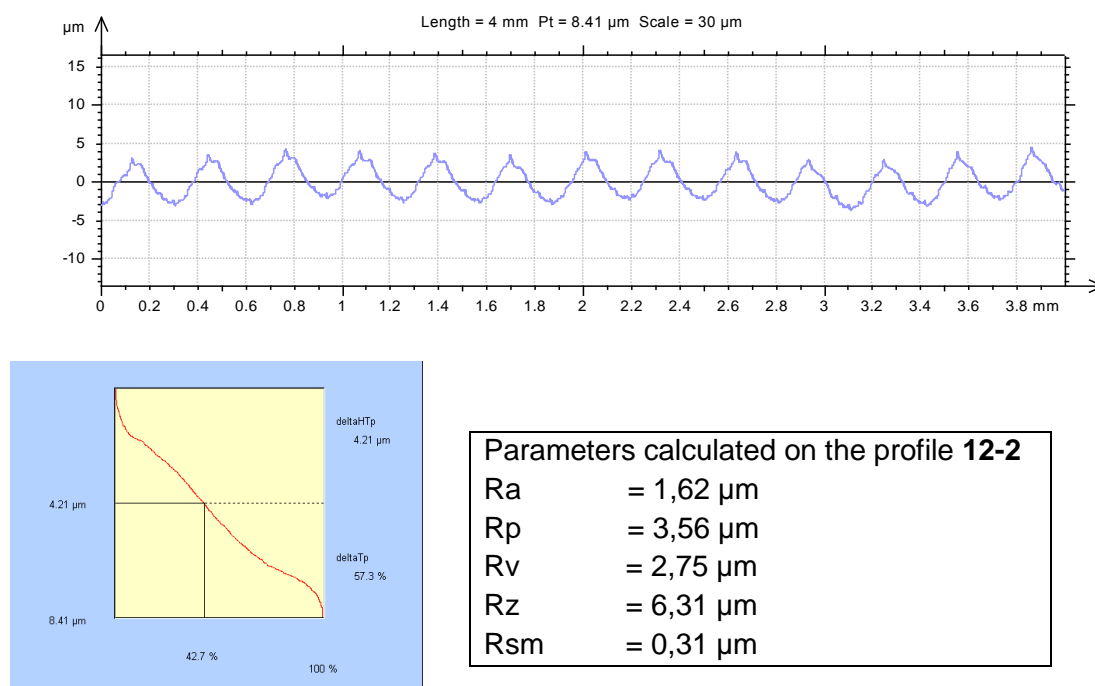 Length = 4 mm Pt = 8.41 µm Scale = 30 µm
µm
15
10
5
0
-5
-10
0 0.2 0.4 0.6 0.8 1 1.2 1.4 1.6 1.8 2 2.2 2.4 2.6 2.8 3 3.2 3.4 3.6 3.8 mm
deltaHTp
4.21 µm
4.21 µm
deltaTp
57.3 %
8.41 µm
42.7 %
100 %
Parameters calculated on the profile 12-2
Ra = 1,62 µm
Rp = 3,56 µm
Rv = 2,75 µm
Rz = 6,31 µm
Rsm = 0,31 µm